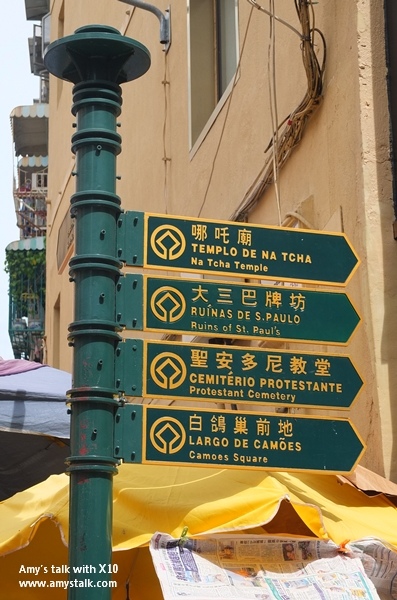 哪吒廟
TEMPLO DE NA TCHA
Na Tcha Temple
大三巴牌坊
RUÍNAS DE S.PAULO
Ruins of St. Paul's
聖安多尼教堂
CEMITÉRIO PROTESTANTE
Protestant Cemetery
白鴿巢前地
LARGO DE CAMÕES
Camoes Square
Amy's talk with X10
www.amystalk.com